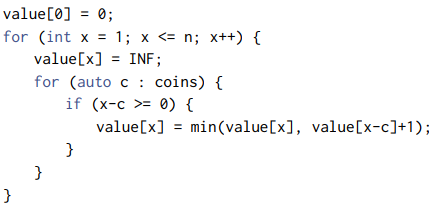 value[0] = 0;
for (int x = 1; x <= n; x++) {
    value[x] = INF;
    for (auto c : coins) {
        if (x-c >= 0) {
            value[x] = min(value[x], value[x-c]+1);
        }
    }
}